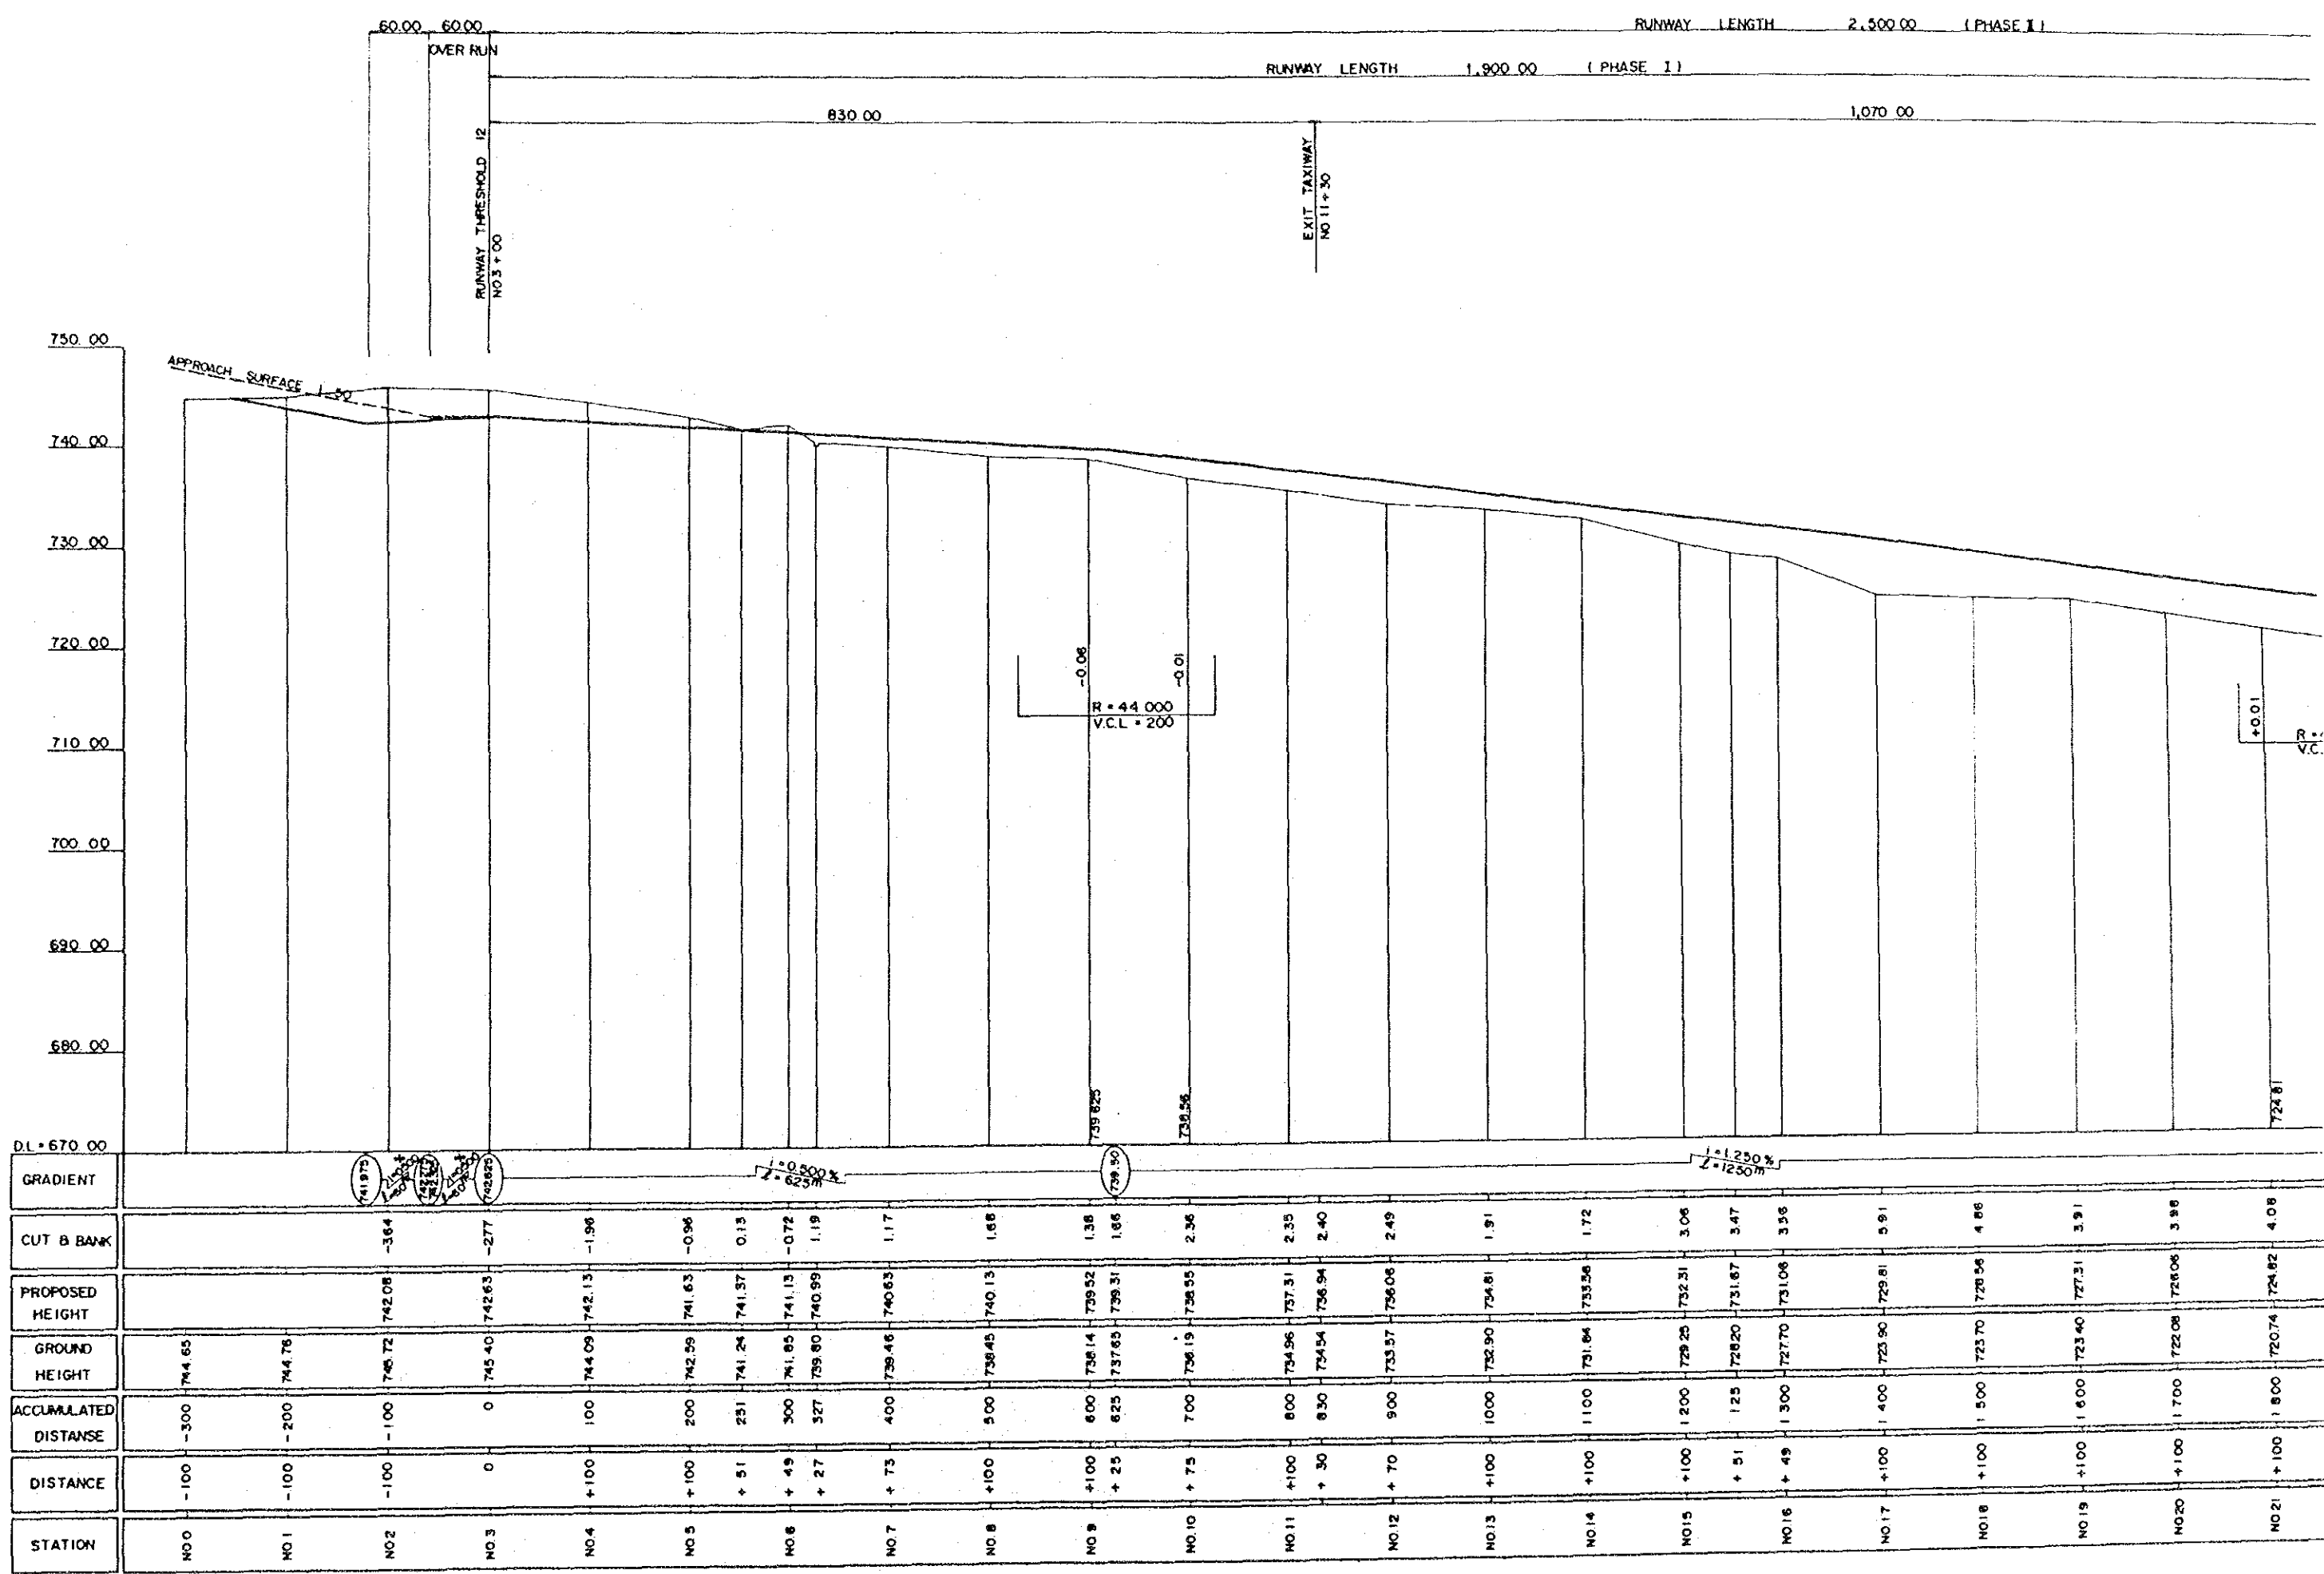 60.00 60.00 RUNWAY LENGTH 2,500.00 (PHASE II)
OVER RUN
RUNWAY LENGTH 1,900.00 (PHASE I)
830.00 1,070.00
RUNWAY THRESHOLD 12
NO 3 + 00
EXIT TAXIWAY
NO 11 + 30
750.00
APPROACH SURFACE 1:50
740.00
730.00
720.00
-0.06 -0.01
R = 44 000
V.C.L = 200
+0.01
710.00
700.00
690.00
680.00
739.625 738.56 724.81
D.L = 670.00
GRADIENT 741.975 742.625 i = 0.500% 739.50 i = 1.250%
L = 625m L = 1250m
CUT & BANK -3.64 -2.77 -1.96 -0.96 0.13 -0.72 1.19 1.17 1.68 1.38 1.66 2.36 2.35 2.40 2.49 1.91 1.72 3.06 3.47 3.36 5.91 4.86 3.91 3.98 4.08
PROPOSED HEIGHT 742.08 742.63 742.13 741.63 741.37 741.13 740.99 740.63 740.13 739.52 739.31 738.55 737.31 736.94 736.06 734.81 733.56 732.31 731.67 731.06 729.81 728.56 727.31 726.06 724.82
GROUND HEIGHT 744.65 744.76 745.72 745.40 744.09 742.59 741.24 741.85 739.80 739.46 738.45 738.14 737.65 736.19 734.96 734.54 733.57 732.90 731.84 729.25 728.20 727.70 723.90 723.70 723.40 722.08 720.74
ACCUMULATED DISTANSE -300 -200 -100 0 100 200 251 300 327 400 500 600 625 700 800 830 900 1000 1100 1200 125 1300 1400 1500 1600 1700 1800
DISTANCE -100 -100 -100 0 +100 +100 + 51 + 49 + 27 + 73 +100 +100 + 25 + 75 +100 + 30 + 70 +100 +100 +100 + 51 + 49 +100 +100 +100 +100 +100
STATION NO.0 NO.1 NO.2 NO.3 NO.4 NO.5 NO.6 NO.7 NO.8 NO.9 NO.10 NO.11 NO.12 NO.13 NO.14 NO15 NO.16 NO.17 NO18 NO19 NO20 NO.21